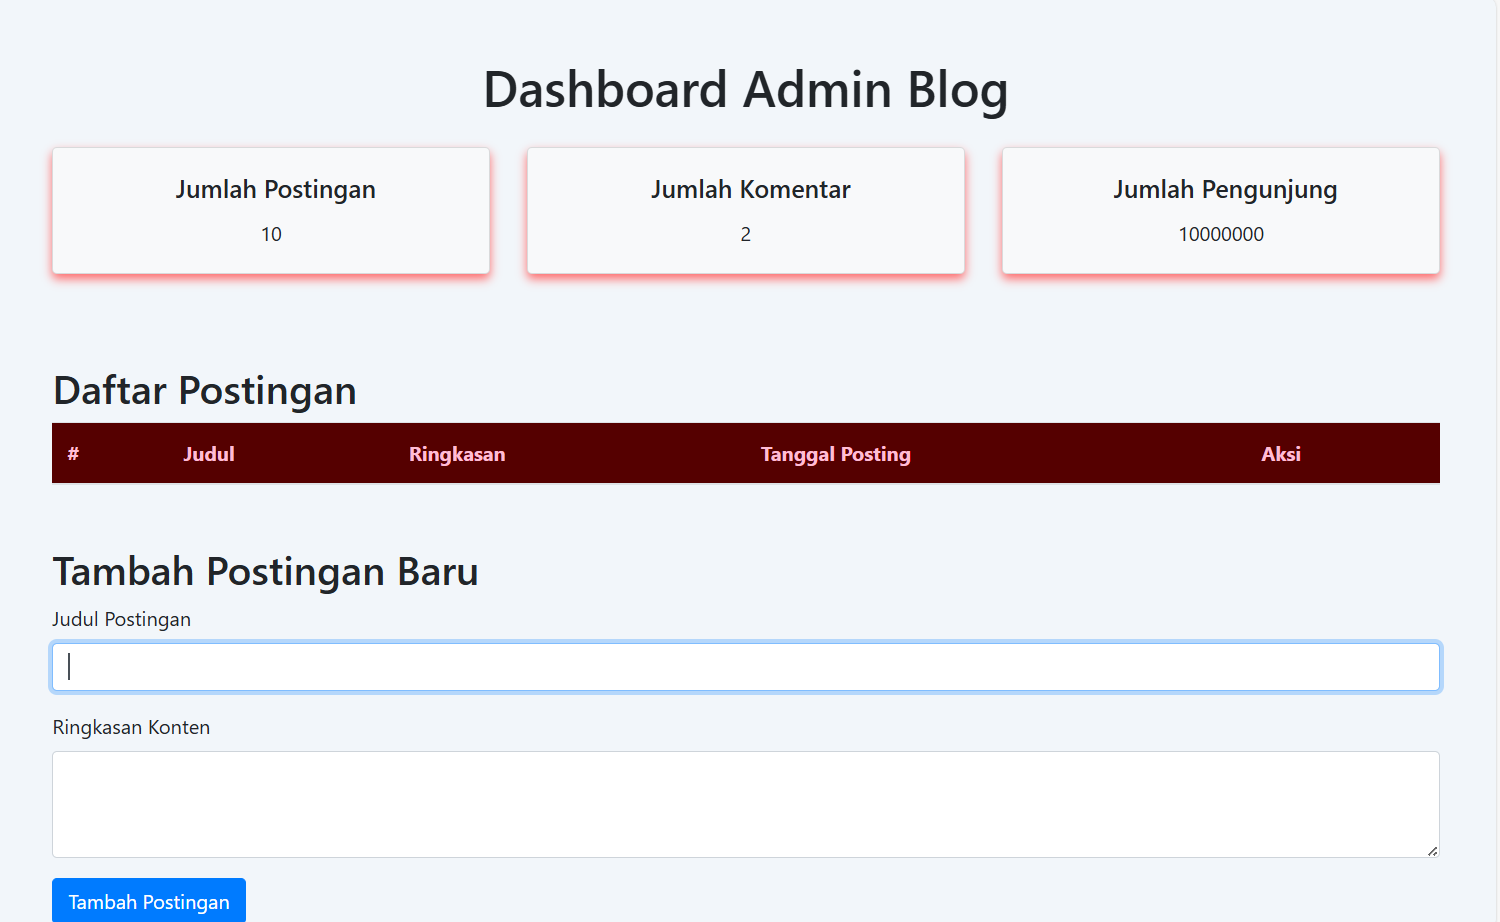 Dashboard Admin Blog
Jumlah Postingan
10
Jumlah Komentar
2
Jumlah Pengunjung
10000000
Daftar Postingan
# Judul Ringkasan Tanggal Posting Aksi
Tambah Postingan Baru
Judul Postingan
Ringkasan Konten
Tambah Postingan